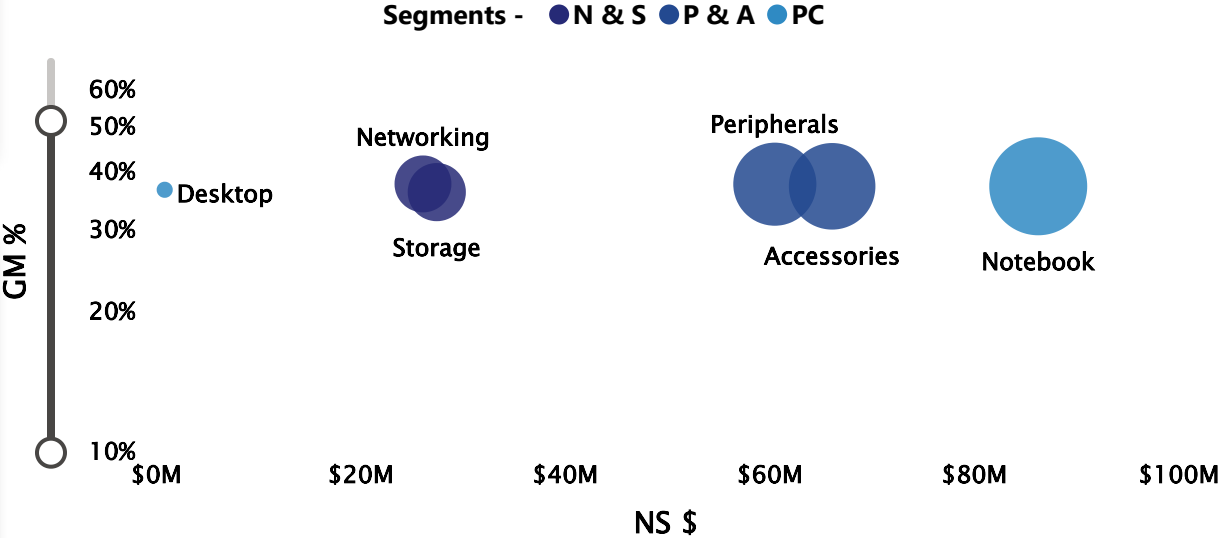 Segments - N & S P & A PC
60%
50%
40%
30%
20%
10%
GM %
Networking
Peripherals
Desktop
Storage
Accessories
Notebook
$0M $20M $40M $60M $80M $100M
NS $